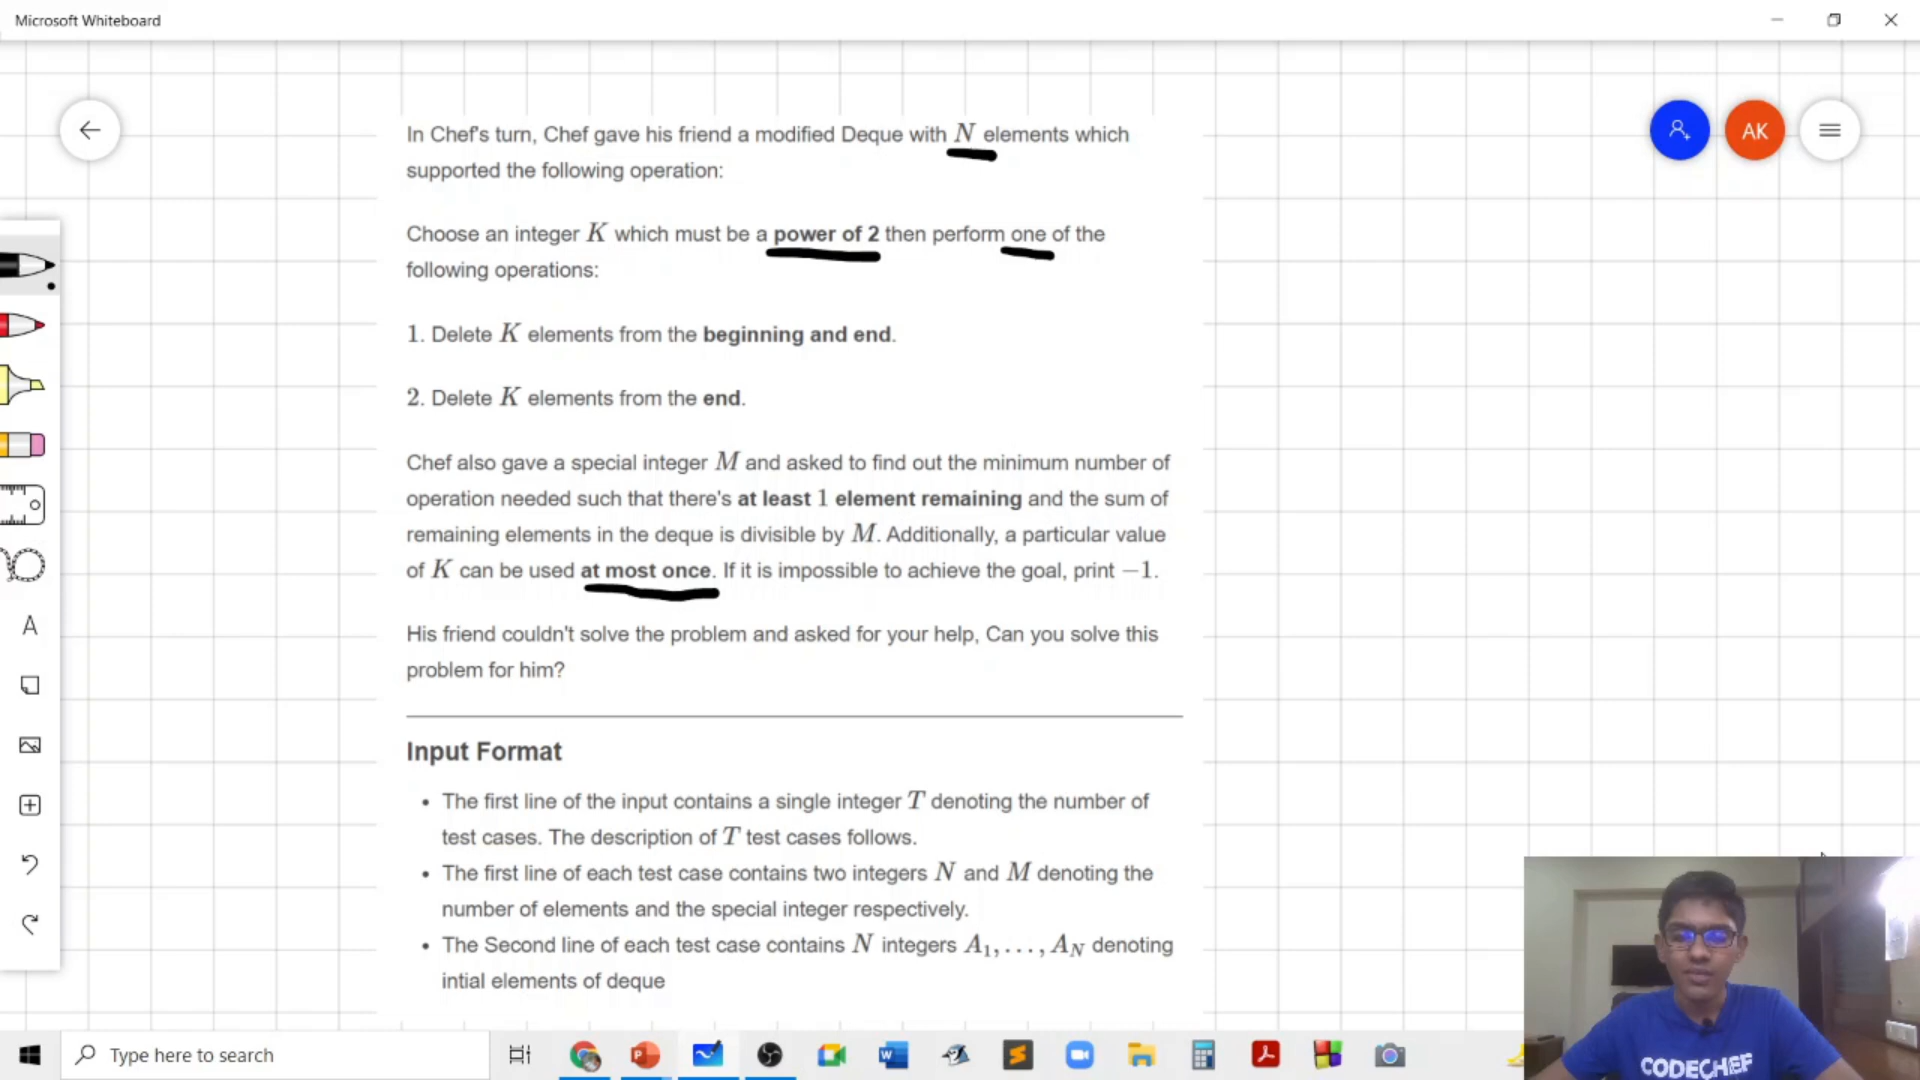 Microsoft Whiteboard
In Chef's turn, Chef gave his friend a modified Deque with N elements which
supported the following operation:
AK
Choose an integer K which must be a power of 2 then perform one of the
following operations:
1. Delete K elements from the beginning and end.
2. Delete K elements from the end.
Chef also gave a special integer M and asked to find out the minimum number of
operation needed such that there's at least 1 element remaining and the sum of
remaining elements in the deque is divisible by M. Additionally, a particular value
of K can be used at most once. If it is impossible to achieve the goal, print −1.
His friend couldn't solve the problem and asked for your help, Can you solve this
problem for him?
Input Format
• The first line of the input contains a single integer T denoting the number of
test cases. The description of T test cases follows.
• The first line of each test case contains two integers N and M denoting the
number of elements and the special integer respectively.
• The Second line of each test case contains N integers A₁, . . . , A_N denoting
intial elements of deque
Type here to search
CODECHEF